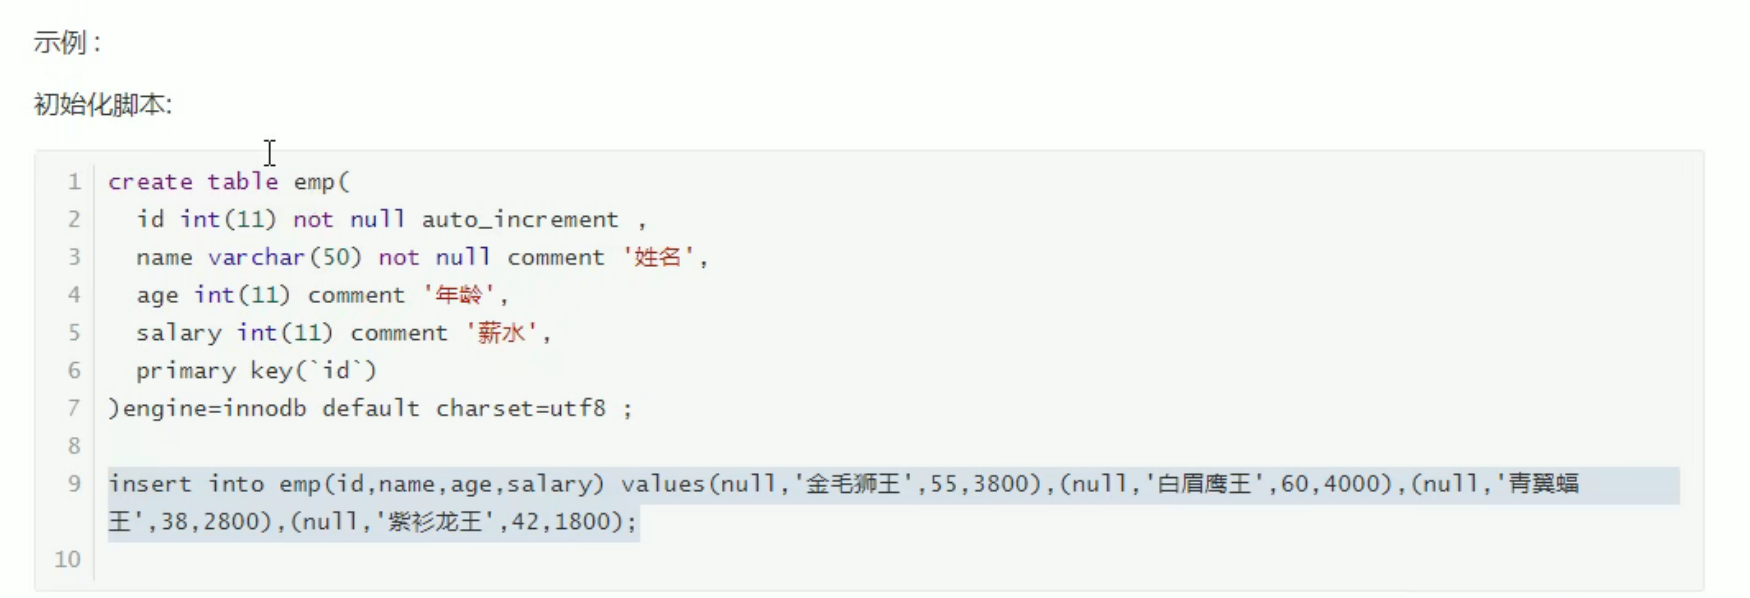 示例 :
初始化脚本:
1 create table emp(
2 id int(11) not null auto_increment ,
3 name varchar(50) not null comment '姓名',
4 age int(11) comment '年龄',
5 salary int(11) comment '薪水',
6 primary key(`id`)
7 )engine=innodb default charset=utf8 ;
8
9 insert into emp(id,name,age,salary) values(null,'金毛狮王',55,3800),(null,'白眉鹰王',60,4000),(null,'青翼蝠
王',38,2800),(null,'紫衫龙王',42,1800);
10